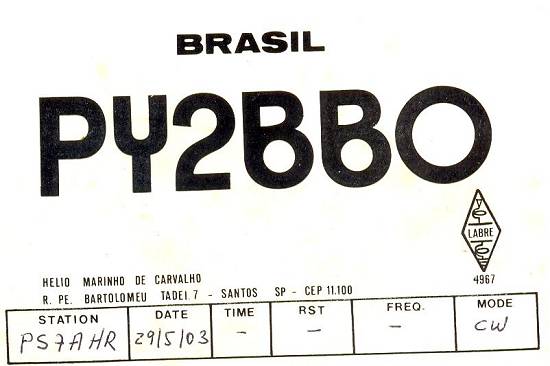 BRASIL
PY2BBO
LABRE
4967
HELIO MARINHO DE CARVALHO
R. PE. BARTOLOMEU TADEI.7 - SANTOS SP - CEP 11.100
STATION DATE TIME RST FREQ. MODE
PS7AHR 29/5/03 - - - CW